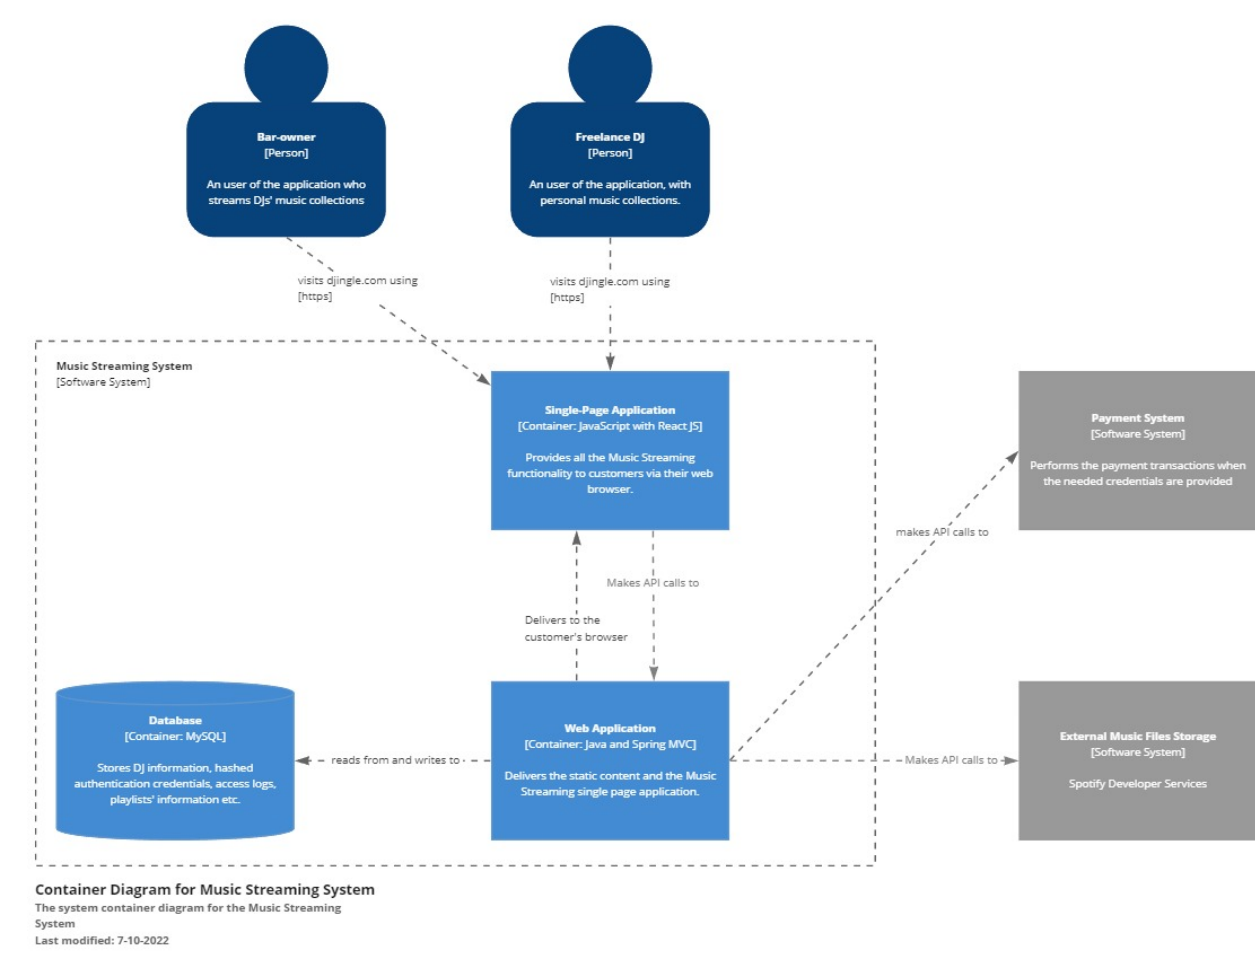 Bar-owner
[Person]
An user of the application who
streams DJs' music collections
Freelance DJ
[Person]
An user of the application, with
personal music collections.
visits djingle.com using
[https]
visits djingle.com using
[https]
Music Streaming System
[Software System]
Single-Page Application
[Container: JavaScript with React JS]
Provides all the Music Streaming
functionality to customers via their web
browser.
Payment System
[Software System]
Performs the payment transactions when
the needed credentials are provided
makes API calls to
Makes API calls to
Delivers to the
customer's browser
Database
[Container: MySQL]
Stores DJ information, hashed
authentication credentials, access logs,
playlists' information etc.
reads from and writes to
Web Application
[Container: Java and Spring MVC]
Delivers the static content and the Music
Streaming single page application.
Makes API calls to
External Music Files Storage
[Software System]
Spotify Developer Services
Container Diagram for Music Streaming System
The system container diagram for the Music Streaming
System
Last modified: 7-10-2022